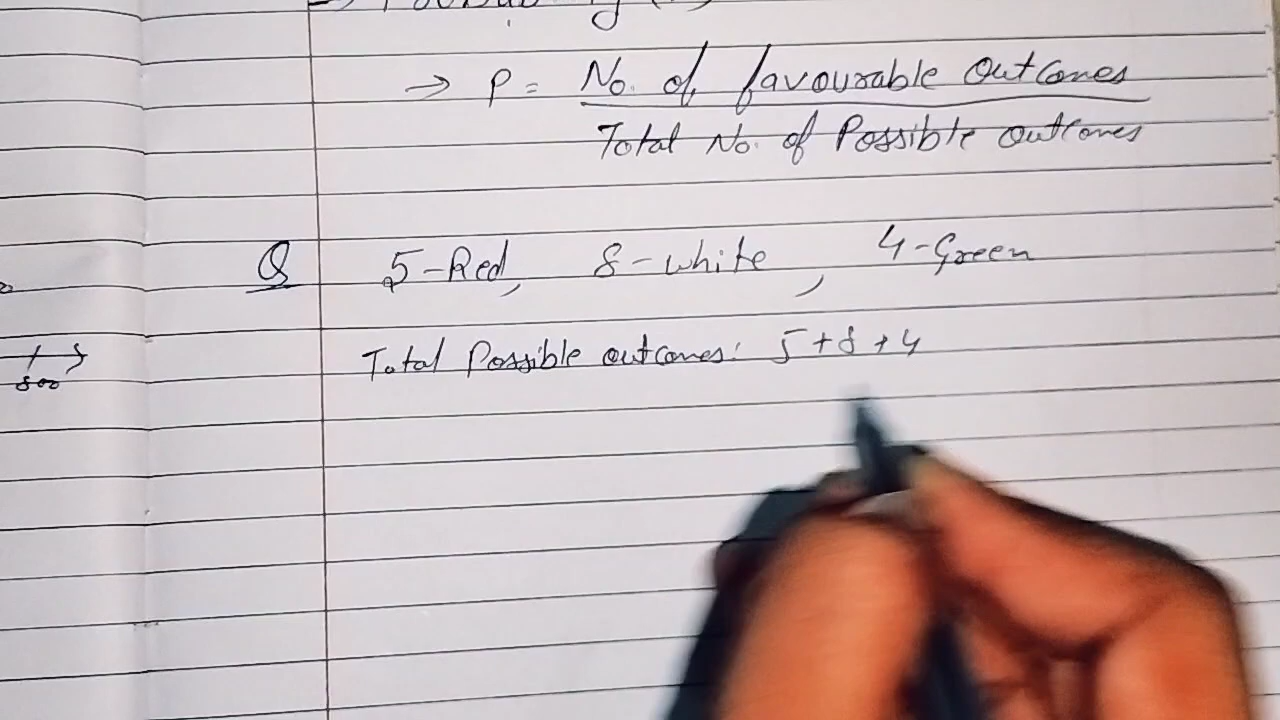 → P = No. of favourable Outcomes
Total No. of Possible Outcomes
Q 5-Red, 8-white, 4-Green
Total Possible outcomes: 5+8+4
800